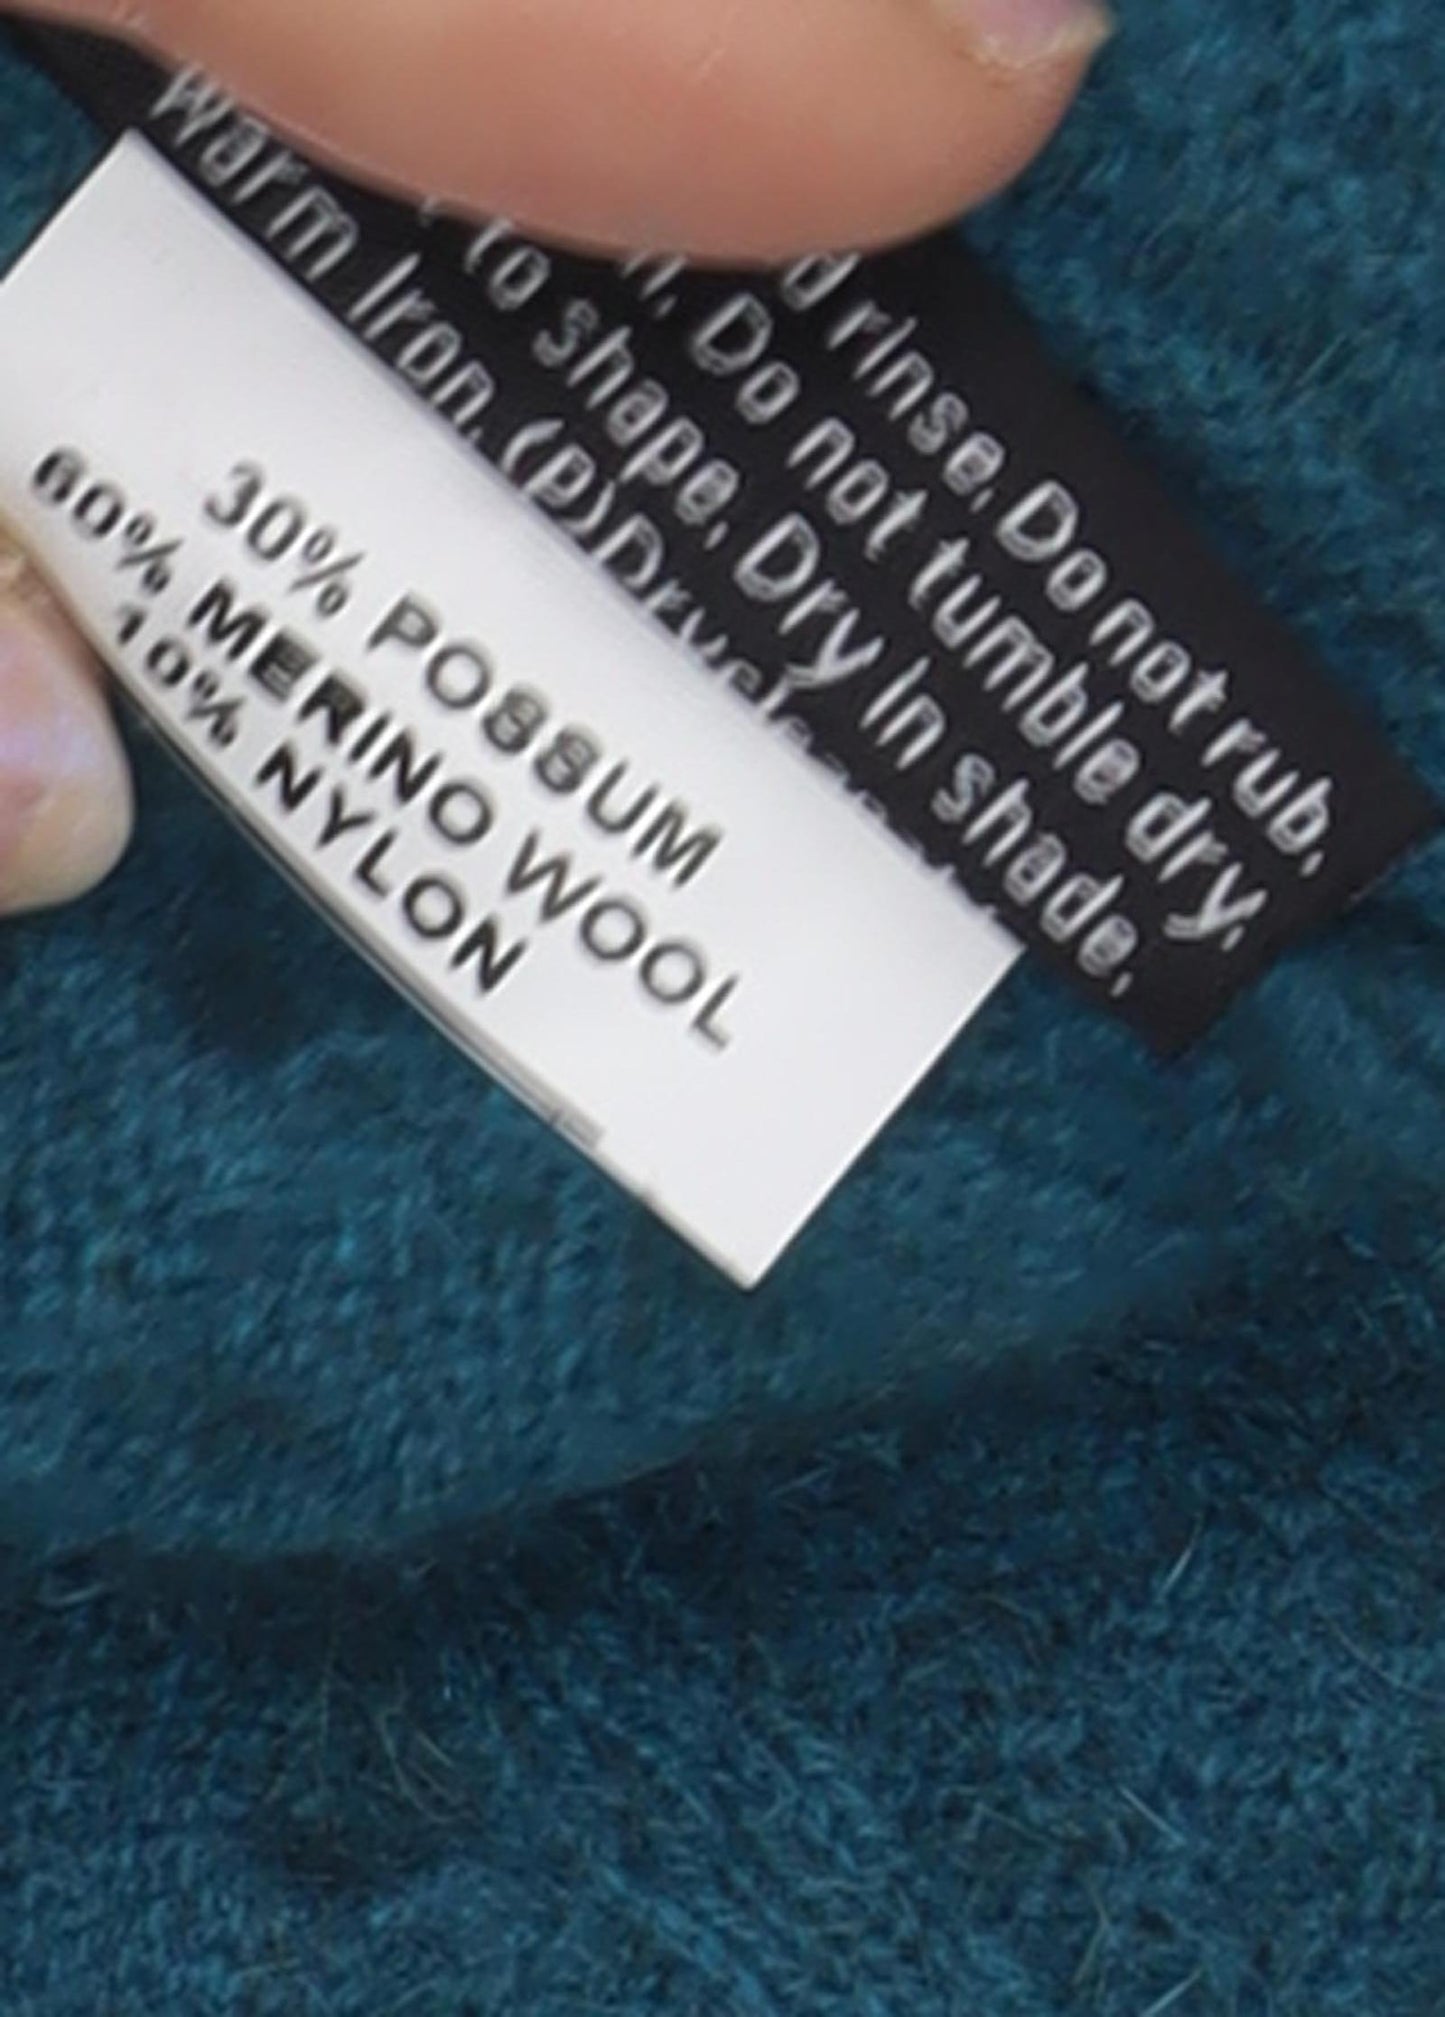 30% POSSUM
60% MERINO WOOL
10% NYLON
rinse. Do not rub.
Do not tumble dry.
to shape. Dry in shade.
Warm Iron. (P)